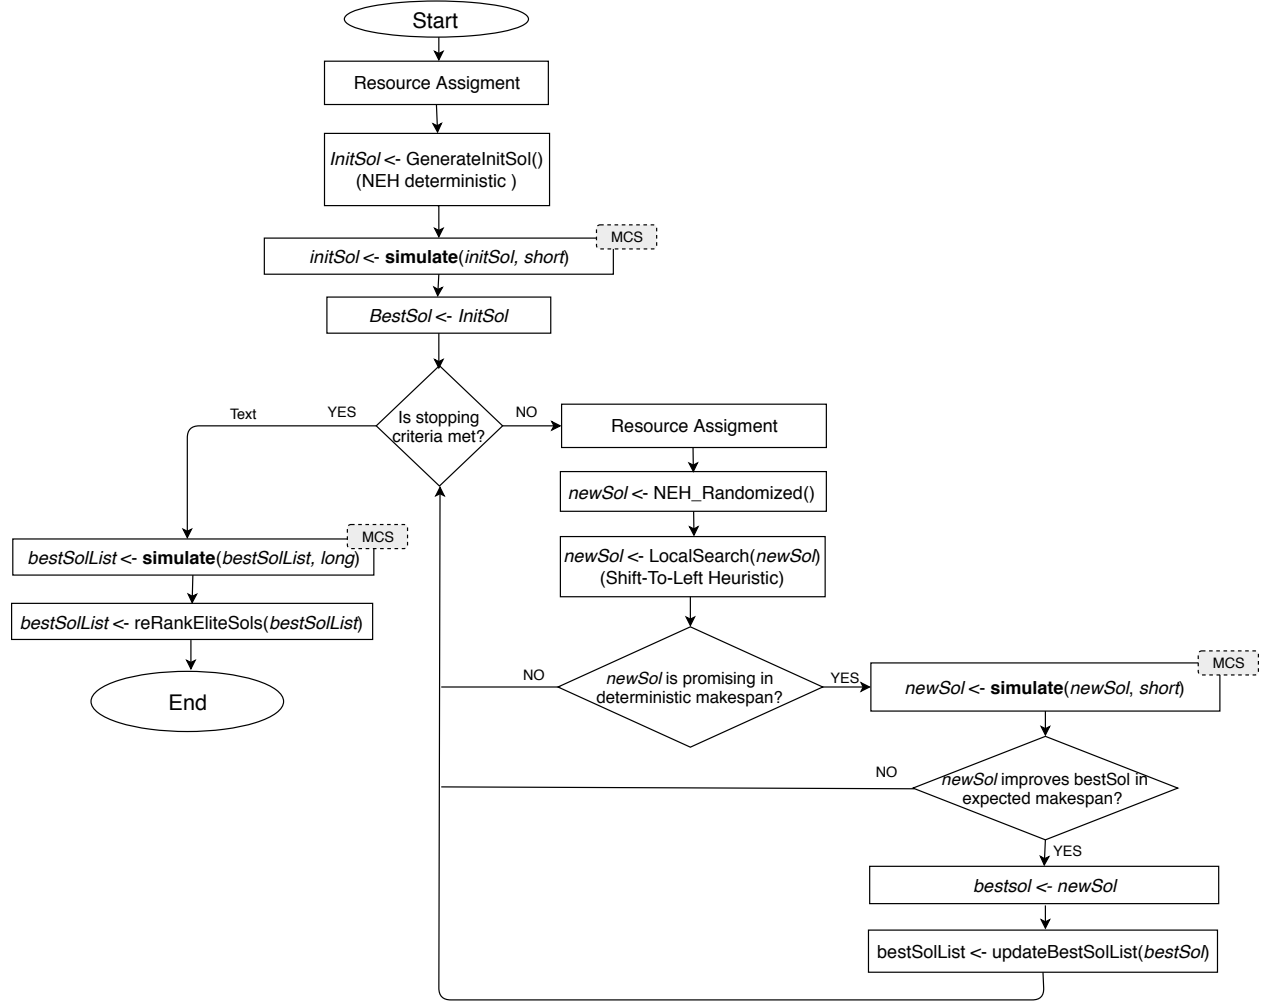 Start
Resource Assigment
InitSol <- GenerateInitSol()
(NEH deterministic )
MCS
initSol <- simulate(initSol, short)
BestSol <- InitSol
Is stopping
criteria met?
YES
Text
NO
Resource Assigment
newSol <- NEH_Randomized()
newSol <- LocalSearch(newSol)
(Shift-To-Left Heuristic)
MCS
bestSolList <- simulate(bestSolList, long)
bestSolList <- reRankEliteSols(bestSolList)
End
newSol is promising in
deterministic makespan?
NO
YES
MCS
newSol <- simulate(newSol, short)
newSol improves bestSol in
expected makespan?
NO
YES
bestsol <- newSol
bestSolList <- updateBestSolList(bestSol)